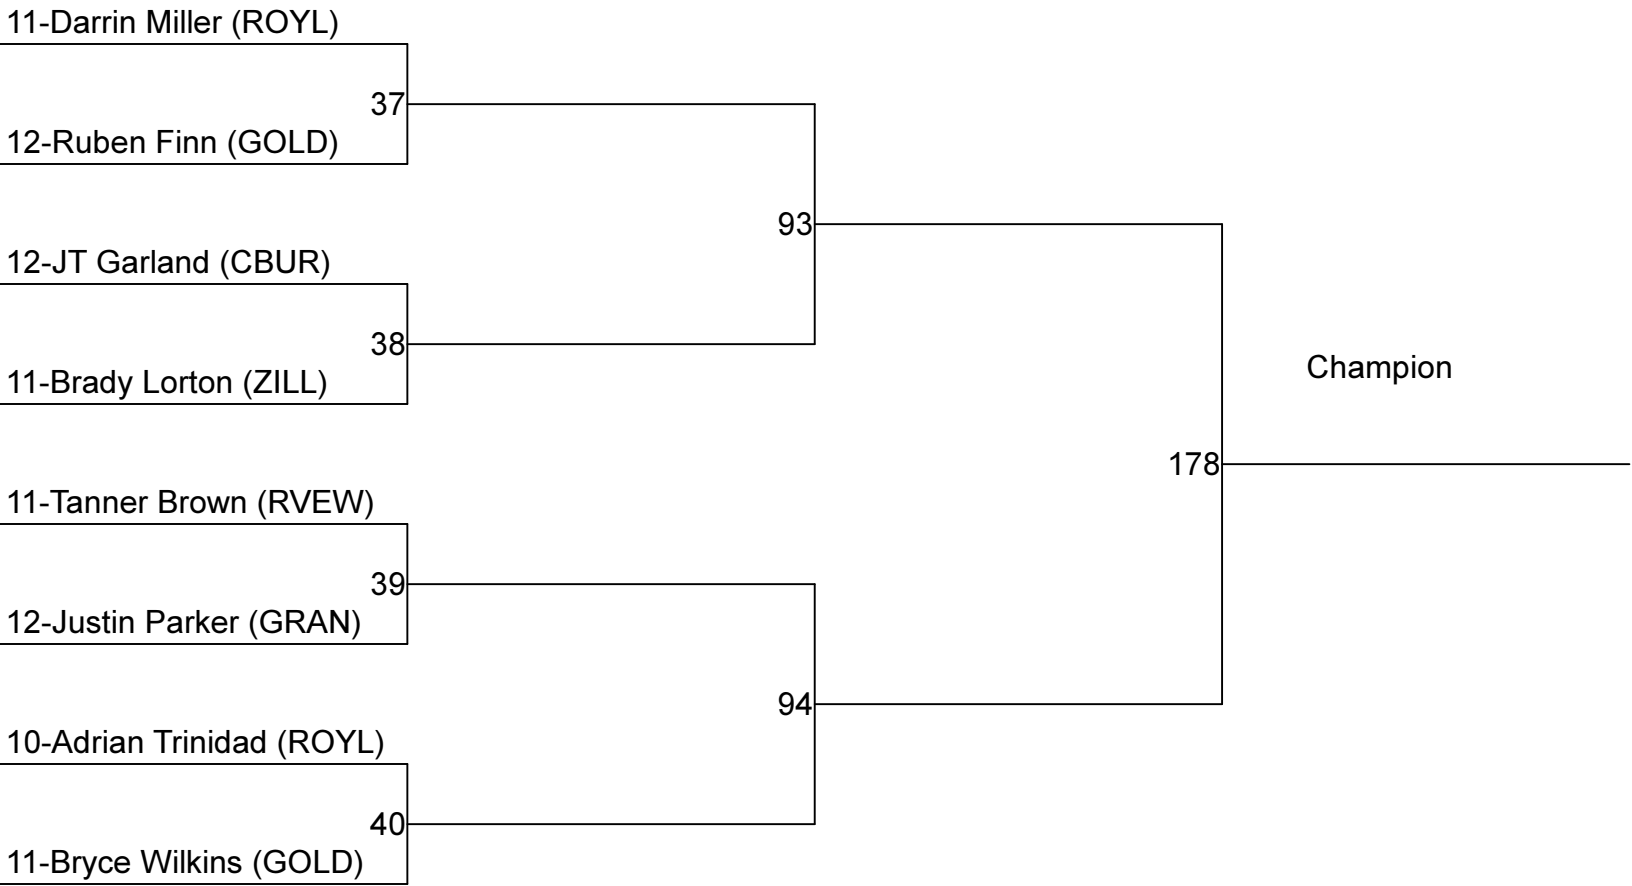 11-Darrin Miller (ROYL)
37
12-Ruben Finn (GOLD)
93
12-JT Garland (CBUR)
38
11-Brady Lorton (ZILL)
Champion
178
11-Tanner Brown (RVEW)
39
12-Justin Parker (GRAN)
94
10-Adrian Trinidad (ROYL)
40
11-Bryce Wilkins (GOLD)